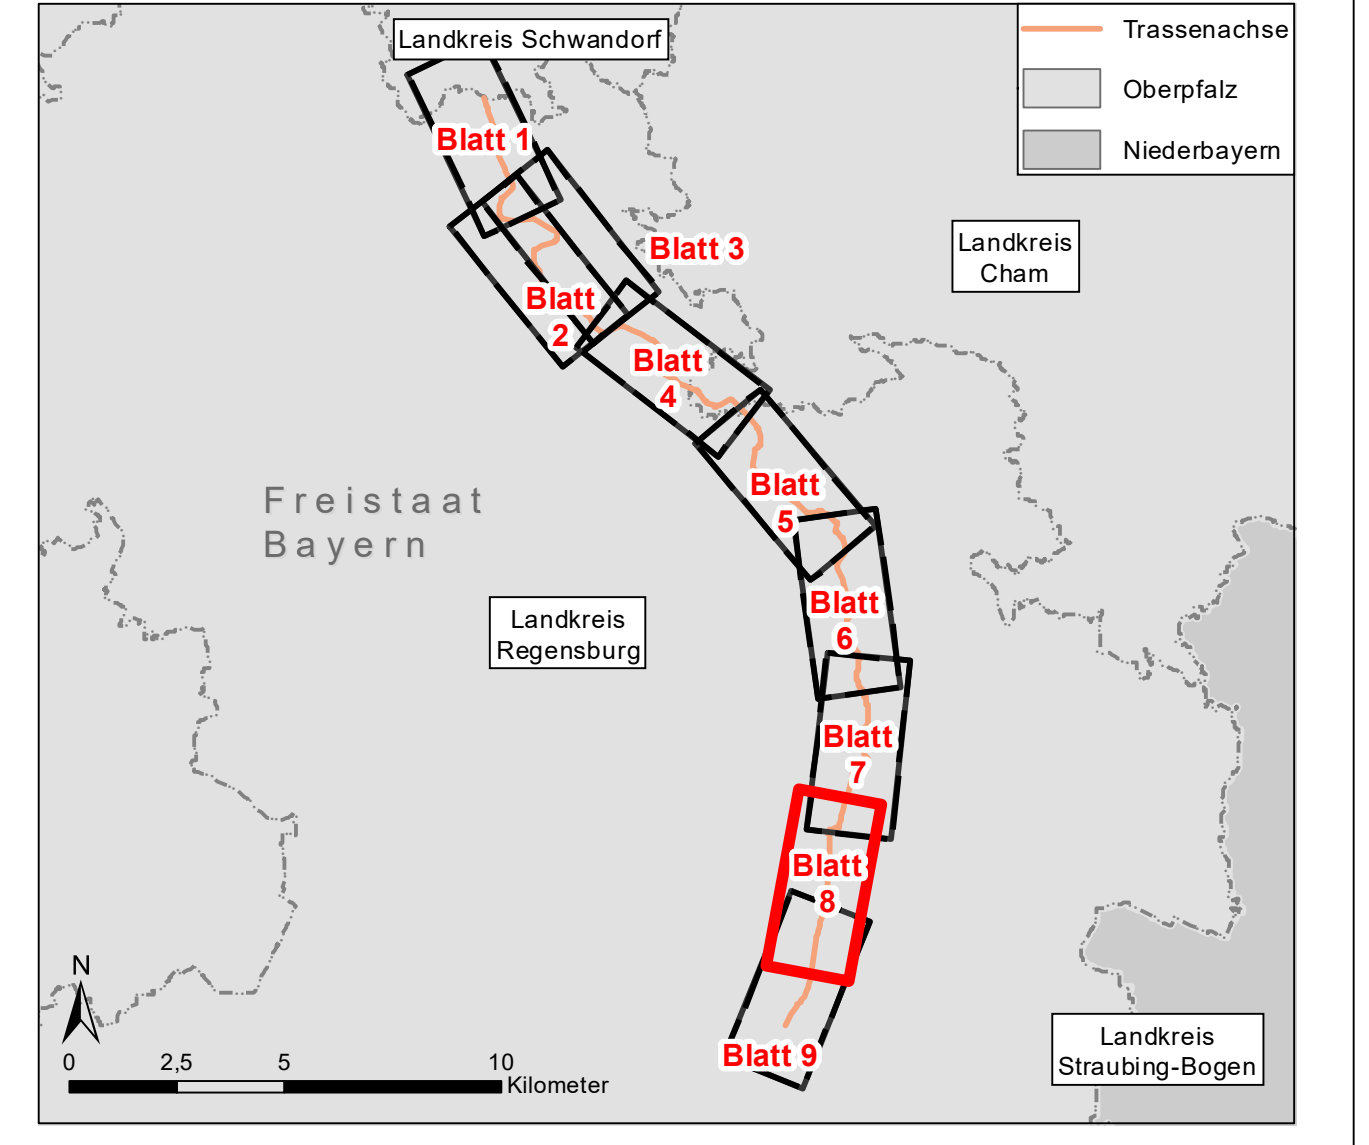 Landkreis Schwandorf
Trassenachse
Oberpfalz
Niederbayern
Blatt 1
Blatt 3
Landkreis
Cham
Blatt
2
Blatt
4
Freistaat
Bayern
Blatt
5
Landkreis
Regensburg
Blatt
6
Blatt
7
Blatt
8
N
Landkreis
Straubing-Bogen
Blatt 9
0 2,5 5 10
Kilometer